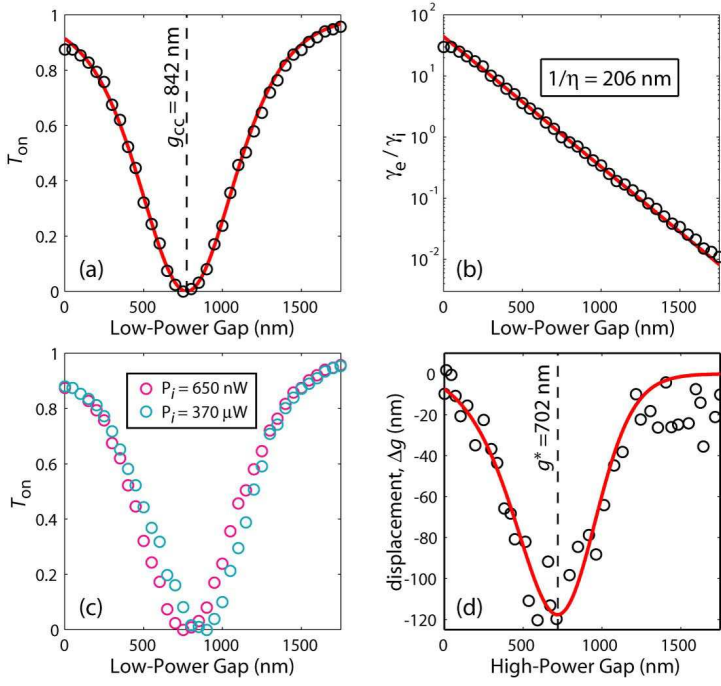 (a)
T_on
1
0.8
0.6
0.4
0.2
0
g_cc = 842 nm
0 500 1000 1500
Low-Power Gap (nm)
(b)
γ_e / γ_i
10^2
10^1
10^0
10^-1
10^-2
1/η = 206 nm
0 500 1000 1500
Low-Power Gap (nm)
(c)
T_on
1
0.8
0.6
0.4
0.2
0
P_i = 650 nW
P_i = 370 μW
0 500 1000 1500
Low-Power Gap (nm)
(d)
displacement, Δg (nm)
0
-20
-40
-60
-80
-100
-120
g*=702 nm
0 500 1000 1500
High-Power Gap (nm)